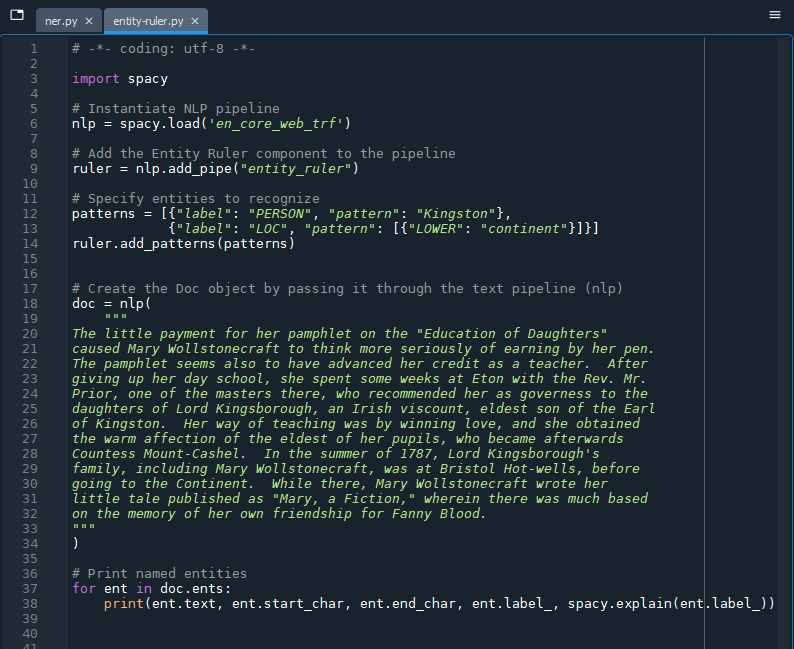 ner.py × entity-ruler.py ×
1 # -*- coding: utf-8 -*-
2
3 import spacy
4
5 # Instantiate NLP pipeline
6 nlp = spacy.load('en_core_web_trf')
7
8 # Add the Entity Ruler component to the pipeline
9 ruler = nlp.add_pipe("entity_ruler")
10
11 # Specify entities to recognize
12 patterns = [{"label": "PERSON", "pattern": "Kingston"},
13             {"label": "LOC", "pattern": [{"LOWER": "continent"}]}]
14 ruler.add_patterns(patterns)
15
16
17 # Create the Doc object by passing it through the text pipeline (nlp)
18 doc = nlp(
19     """
20 The little payment for her pamphlet on the "Education of Daughters"
21 caused Mary Wollstonecraft to think more seriously of earning by her pen.
22 The pamphlet seems also to have advanced her credit as a teacher.  After
23 giving up her day school, she spent some weeks at Eton with the Rev. Mr.
24 Prior, one of the masters there, who recommended her as governess to the
25 daughters of Lord Kingsborough, an Irish viscount, eldest son of the Earl
26 of Kingston.  Her way of teaching was by winning love, and she obtained
27 the warm affection of the eldest of her pupils, who became afterwards
28 Countess Mount-Cashel.  In the summer of 1787, Lord Kingsborough's
29 family, including Mary Wollstonecraft, was at Bristol Hot-wells, before
30 going to the Continent.  While there, Mary Wollstonecraft wrote her
31 little tale published as "Mary, a Fiction," wherein there was much based
32 on the memory of her own friendship for Fanny Blood.
33 """
34 )
35
36 # Print named entities
37 for ent in doc.ents:
38     print(ent.text, ent.start_char, ent.end_char, ent.label_, spacy.explain(ent.label_))
39
40
41